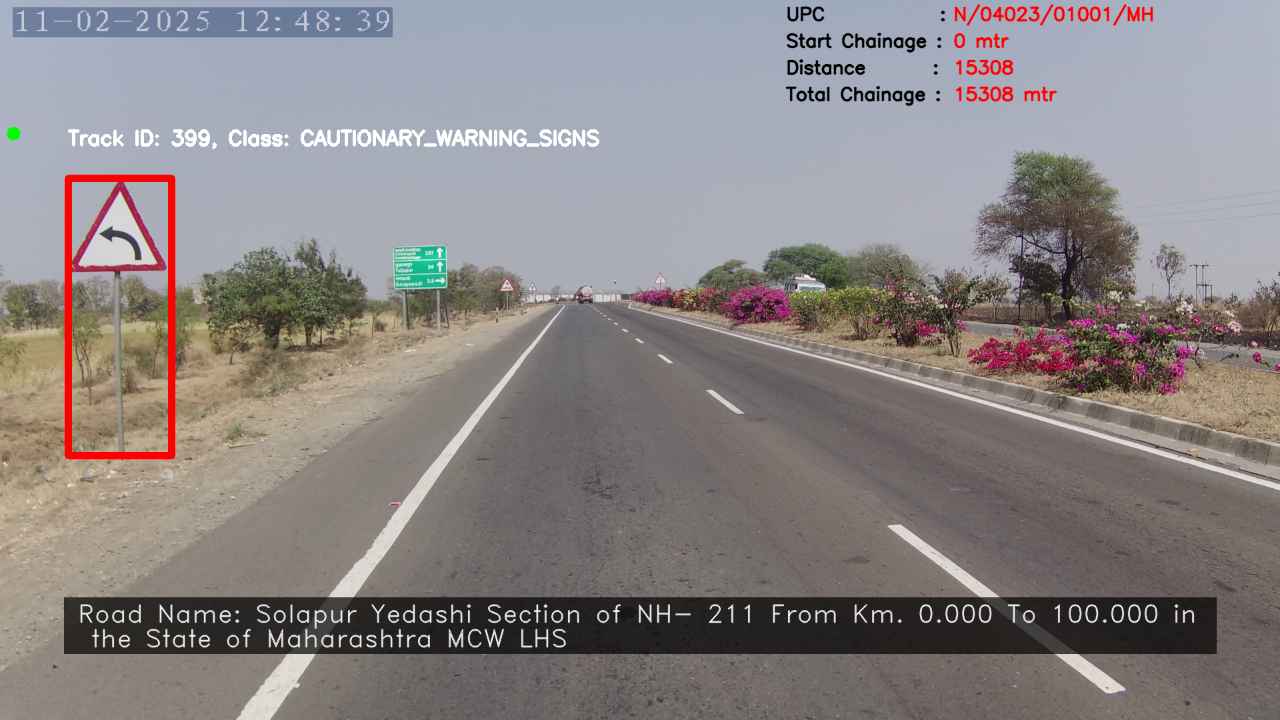 11-02-2025 12:48:39
UPC : N/04023/01001/MH
Start Chainage : 0 mtr
Distance : 15308
Total Chainage : 15308 mtr
Track ID: 399, Class: CAUTIONARY_WARNING_SIGNS
Road Name: Solapur Yedashi Section of NH- 211 From Km. 0.000 To 100.000 in
the State of Maharashtra MCW LHS